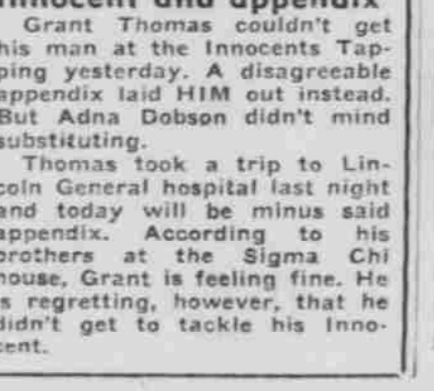 Innocent and appendix
Grant Thomas couldn't get
his man at the Innocents Tap-
ping yesterday. A disagreeable
appendix laid HIM out instead.
But Adna Dobson didn't mind
substituting.
Thomas took a trip to Lin-
coln General hospital last night
and today will be minus said
appendix. According to his
brothers at the Sigma Chi
house, Grant is feeling fine. He
is regretting, however, that he
didn't get to tackle his Inno-
cent.